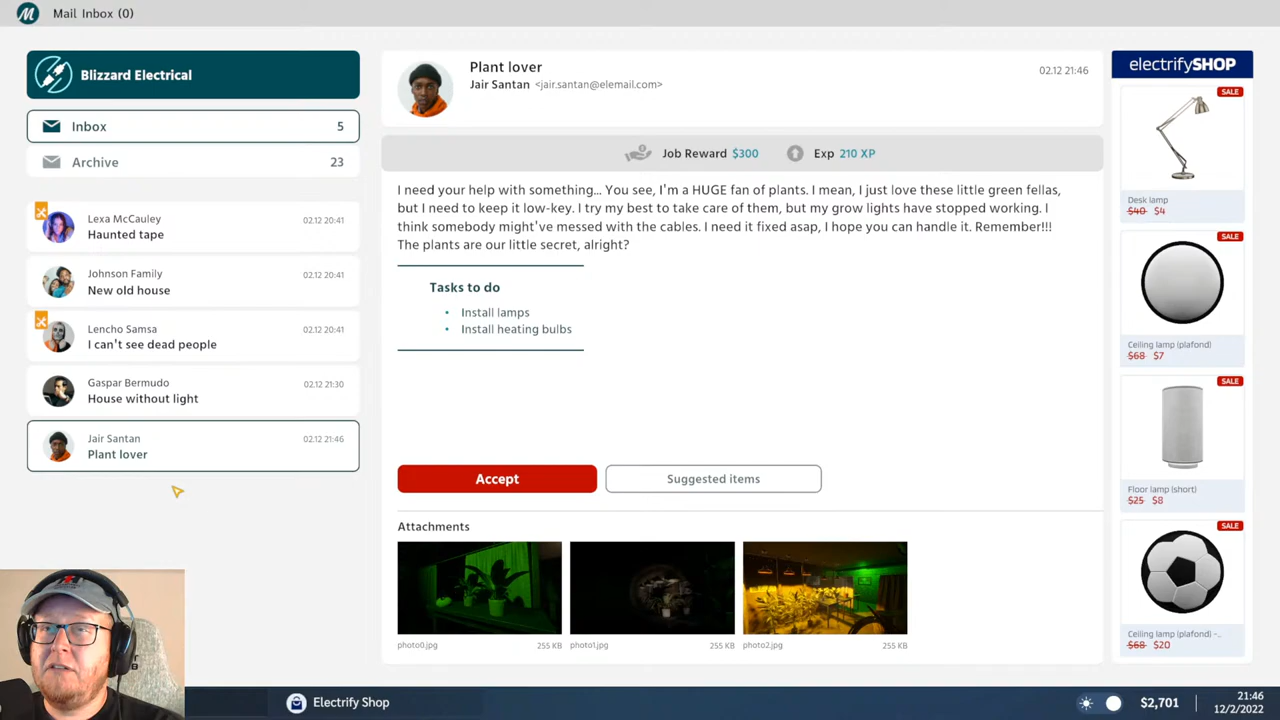 Mail Inbox (0)
Blizzard Electrical
Inbox 5
Archive 23
Lexa McCauley 02.12 20:41
Haunted tape
Johnson Family 02.12 20:41
New old house
Lencho Samsa 02.12 20:41
I can't see dead people
Gaspar Bermudo 02.12 21:30
House without light
Jair Santan 02.12 21:46
Plant lover
Plant lover 02.12 21:46
Jair Santan <jair.santan@elemail.com>
Job Reward $300 Exp 210 XP
I need your help with something... You see, I'm a HUGE fan of plants. I mean, I just love these little green fellas,
but I need to keep it low-key. I try my best to take care of them, but my grow lights have stopped working. I
think somebody might've messed with the cables. I need it fixed asap, I hope you can handle it. Remember!!!
The plants are our little secret, alright?
Tasks to do
• Install lamps
• Install heating bulbs
Accept Suggested items
Attachments
photo0.jpg 255 KB photo1.jpg 255 KB photo2.jpg 255 KB
electrifySHOP
SALE
Desk lamp
$40 $4
SALE
Ceiling lamp (plafond)
$68 $7
SALE
Floor lamp (short)
$25 $8
SALE
Ceiling lamp (plafond) -...
$68 $20
Electrify Shop
$2,701
21:46
12/2/2022